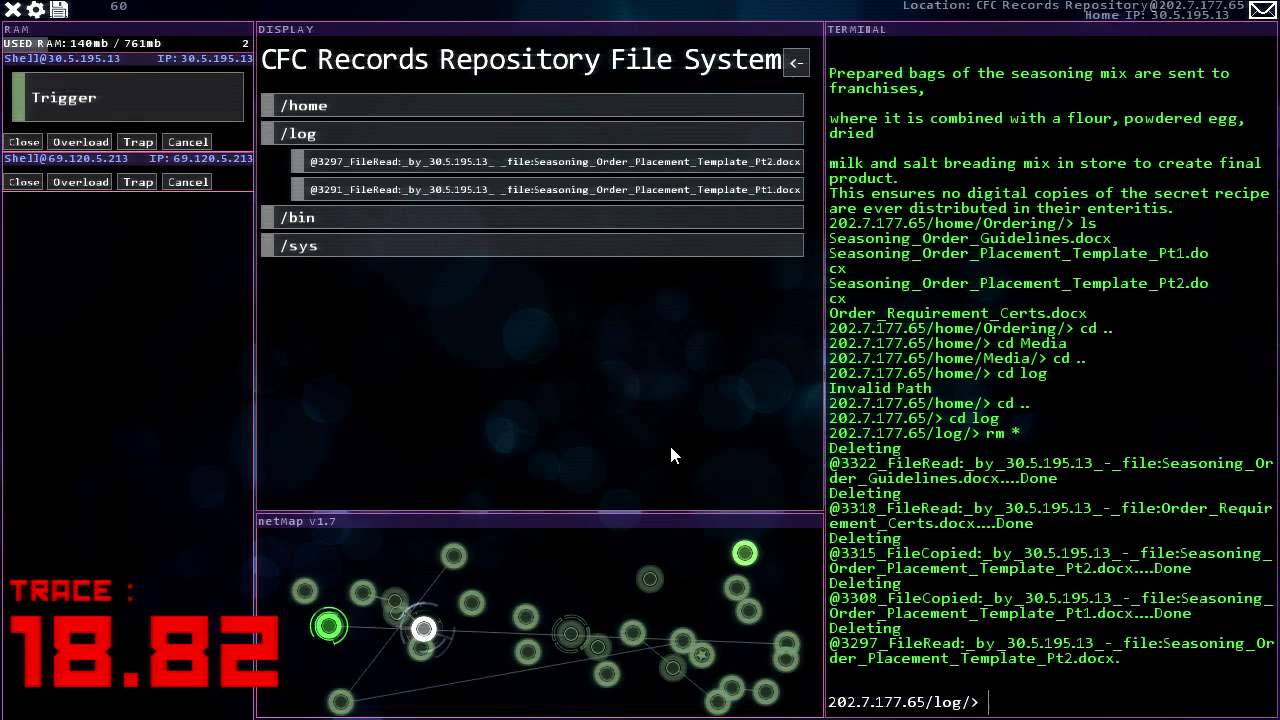 60
Location: CFC Records Repository@202.7.177.65
Home IP: 30.5.195.13
RAM
USED RAM: 140mb / 761mb 2
Shell@30.5.195.13 IP: 30.5.195.13
Trigger
Close Overload Trap Cancel
Shell@69.120.5.213 IP: 69.120.5.213
Close Overload Trap Cancel
TRACE :
18.82
DISPLAY
CFC Records Repository File System
<-
/home
/log
@3297_FileRead:_by_30.5.195.13_ _file:Seasoning_Order_Placement_Template_Pt2.docx
@3291_FileRead:_by_30.5.195.13_ _file:Seasoning_Order_Placement_Template_Pt1.docx
/bin
/sys
netMap v1.7
TERMINAL
Prepared bags of the seasoning mix are sent to
franchises,
where it is combined with a flour, powdered egg,
dried
milk and salt breading mix in store to create final
product.
This ensures no digital copies of the secret recipe
are ever distributed in their enteritis.
202.7.177.65/home/Ordering/> ls
Seasoning_Order_Guidelines.docx
Seasoning_Order_Placement_Template_Pt1.do
cx
Seasoning_Order_Placement_Template_Pt2.do
cx
Order_Requirement_Certs.docx
202.7.177.65/home/Ordering/> cd ..
202.7.177.65/home/> cd Media
202.7.177.65/home/Media/> cd ..
202.7.177.65/home/> cd log
Invalid Path
202.7.177.65/home/> cd ..
202.7.177.65/> cd log
202.7.177.65/log/> rm *
Deleting
@3322_FileRead:_by_30.5.195.13_-_file:Seasoning_Or
der_Guidelines.docx....Done
Deleting
@3318_FileRead:_by_30.5.195.13_-_file:Order_Requir
ement_Certs.docx....Done
Deleting
@3315_FileCopied:_by_30.5.195.13_-_file:Seasoning_
Order_Placement_Template_Pt2.docx....Done
Deleting
@3308_FileCopied:_by_30.5.195.13_-_file:Seasoning_
Order_Placement_Template_Pt1.docx....Done
Deleting
@3297_FileRead:_by_30.5.195.13_-_file:Seasoning_Or
der_Placement_Template_Pt2.docx.
202.7.177.65/log/>